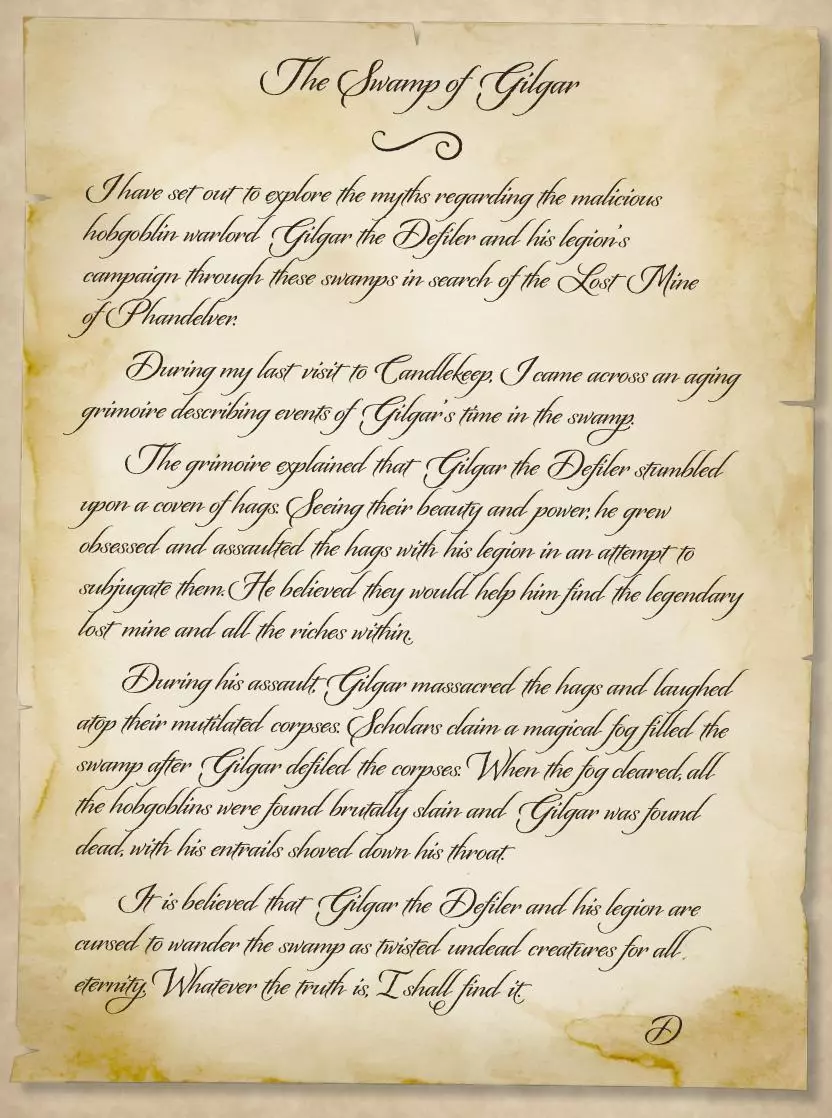 The Swamp of Gilgar
I have set out to explore the myths regarding the malicious
hobgoblin warlord Gilgar the Defiler and his legion's
campaign through these swamps in search of the Lost Mine
of Phandelver.
During my last visit to Candlekeep, I came across an aging
grimoire describing events of Gilgar's time in the swamp.
The grimoire explained that Gilgar the Defiler stumbled
upon a coven of hags. Seeing their beauty and power, he grew
obsessed and assaulted the hags with his legion in an attempt to
subjugate them. He believed they would help him find the legendary
lost mine and all the riches within.
During his assault, Gilgar massacred the hags and laughed
atop their mutilated corpses. Scholars claim a magical fog filled the
swamp after Gilgar defiled the corpses. When the fog cleared, all
the hobgoblins were found brutally slain and Gilgar was found
dead, with his entrails shoved down his throat.
It is believed that Gilgar the Defiler and his legion are
cursed to wander the swamp as twisted undead creatures for all
eternity. Whatever the truth is, I shall find it.
D